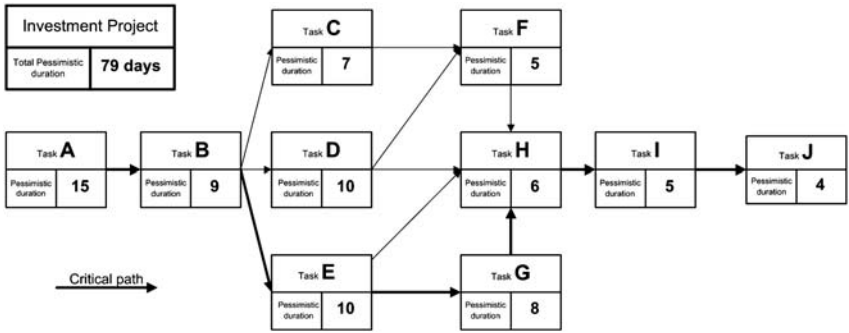 Investment Project
Total Pessimistic
duration
79 days
Task C
Pessimistic
duration
7
Task F
Pessimistic
duration
5
Task A
Pessimistic
duration
15
Task B
Pessimistic
duration
9
Task D
Pessimistic
duration
10
Task H
Pessimistic
duration
6
Task I
Pessimistic
duration
5
Task J
Pessimistic
duration
4
Critical path
Task E
Pessimistic
duration
10
Task G
Pessimistic
duration
8